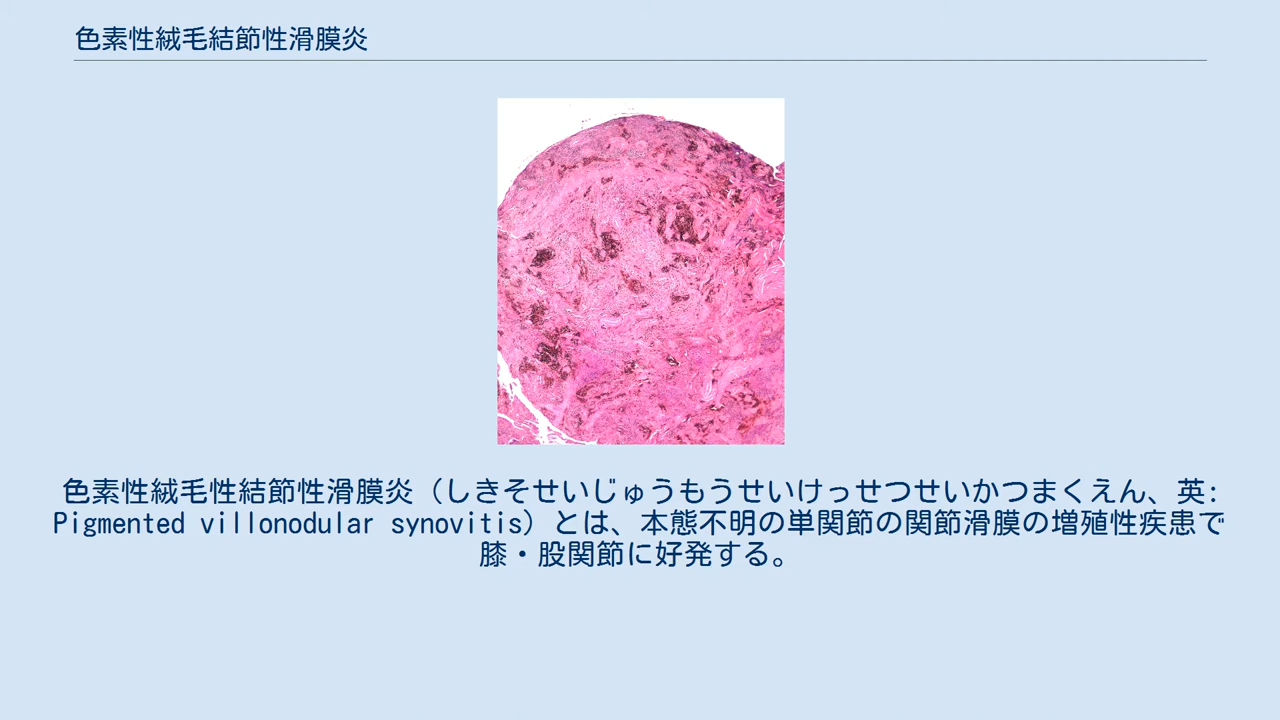 色素性絨毛結節性滑膜炎
色素性絨毛性結節性滑膜炎（しきそせいじゅうもうせいけっせつせいかつまくえん、英:
Pigmented villonodular synovitis）とは、本態不明の単関節の関節滑膜の増殖性疾患で
膝・股関節に好発する。